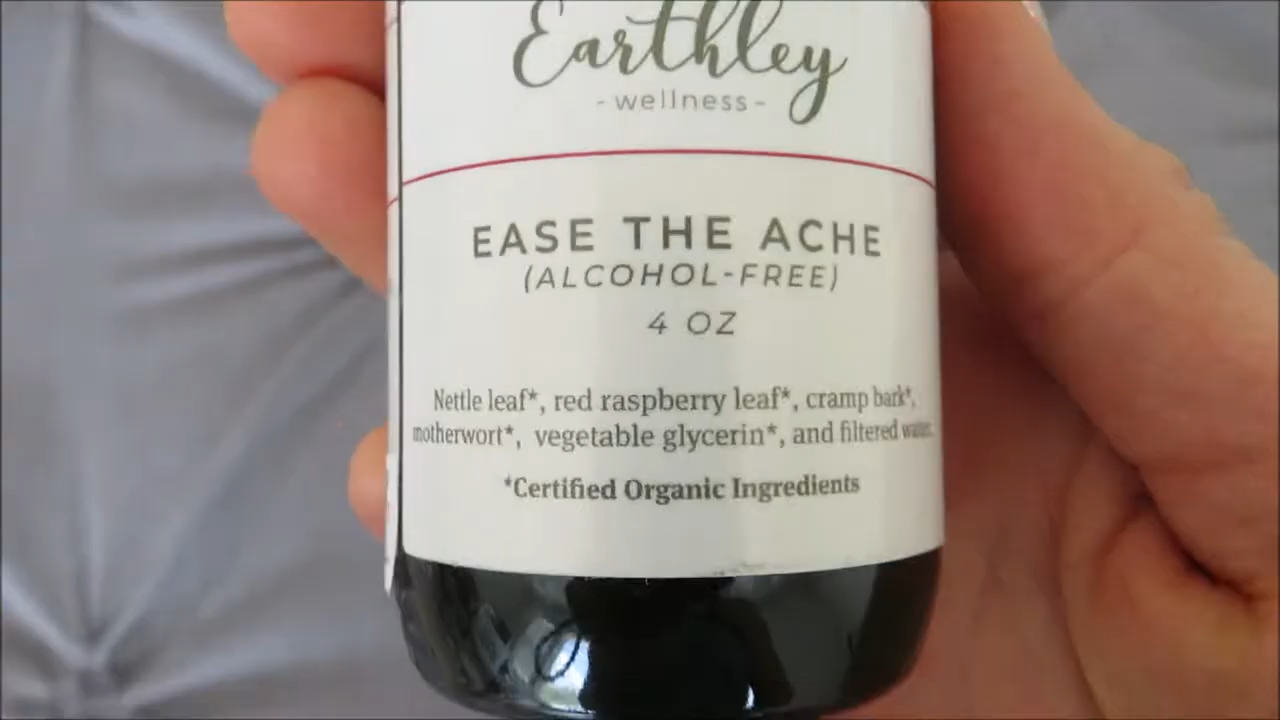 Earthley
- wellness -
EASE THE ACHE
(ALCOHOL-FREE)
4 OZ
Nettle leaf*, red raspberry leaf*, cramp bark*,
motherwort*, vegetable glycerin*, and filtered water.
*Certified Organic Ingredients